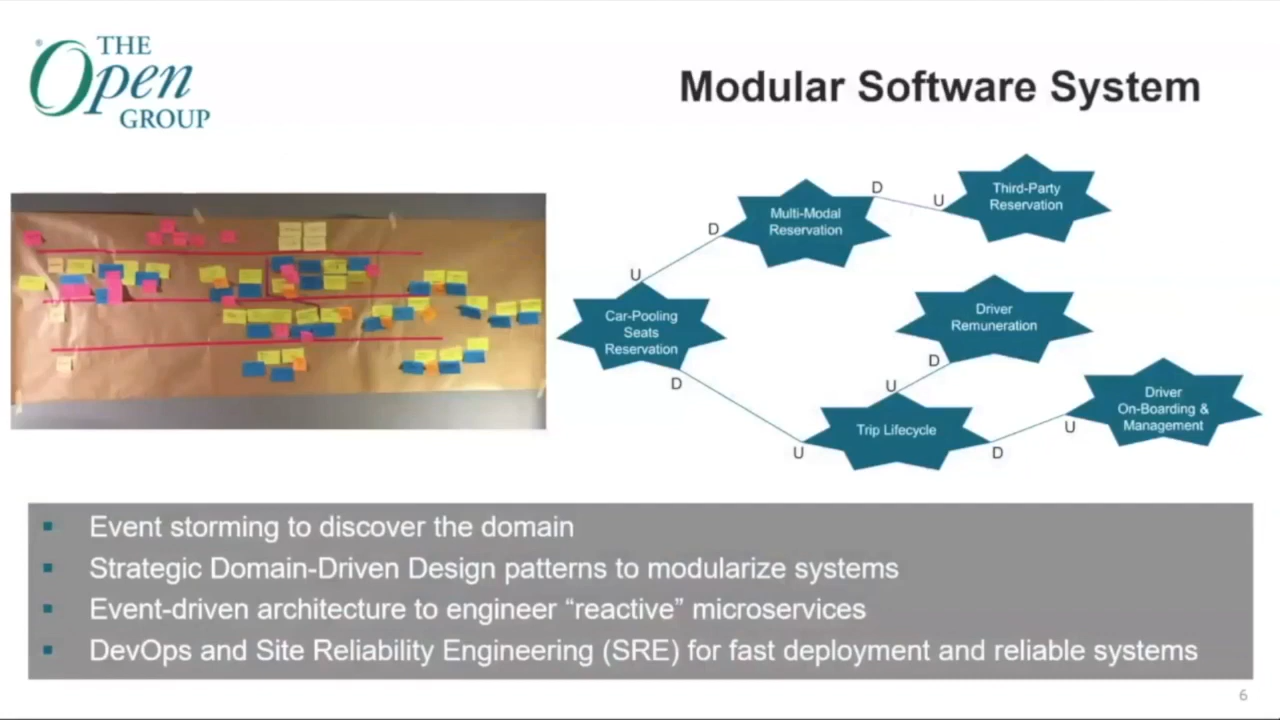 THE
Open
GROUP
Modular Software System
D
U
Third-Party
Reservation
Multi-Modal
Reservation
D
U
Car-Pooling
Seats
Reservation
D
Driver
Remuneration
D
U
Trip Lifecycle
U
D
U
Driver
On-Boarding &
Management
▪ Event storming to discover the domain
▪ Strategic Domain-Driven Design patterns to modularize systems
▪ Event-driven architecture to engineer “reactive” microservices
▪ DevOps and Site Reliability Engineering (SRE) for fast deployment and reliable systems
6